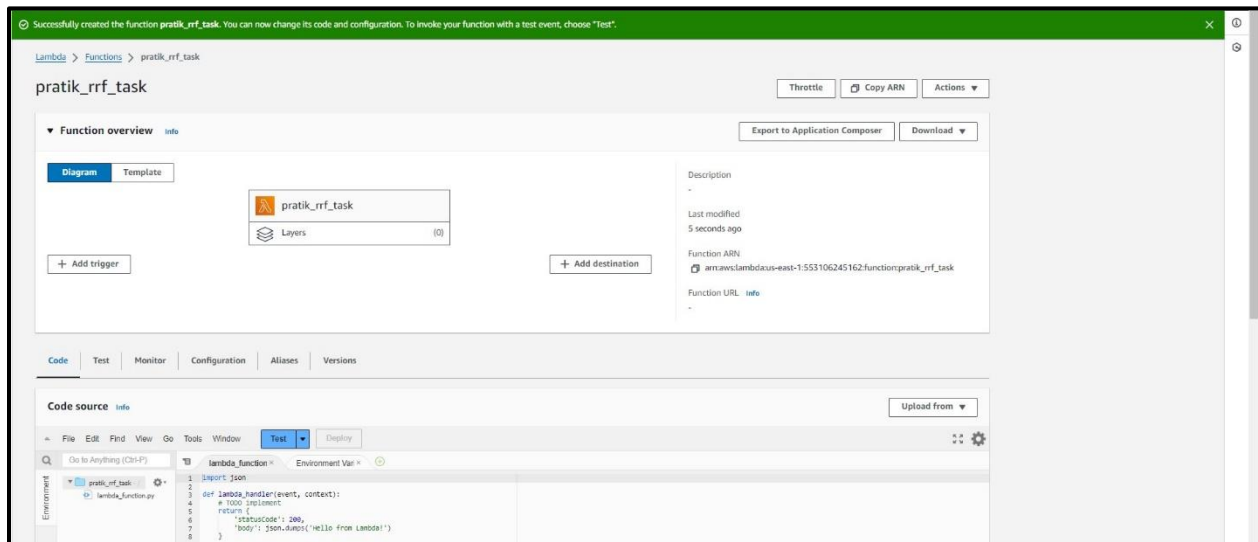 Successfully created the function pratik_rrf_task. You can now change its code and configuration. To invoke your function with a test event, choose "Test".
Lambda > Functions > pratik_rrf_task
pratik_rrf_task
Throttle Copy ARN Actions
Function overview Info
Export to Application Composer Download
Diagram Template
pratik_rrf_task
Layers (0)
+ Add trigger
+ Add destination
Description
-
Last modified
5 seconds ago
Function ARN
arn:aws:lambda:us-east-1:553106245162:function:pratik_rrf_task
Function URL Info
-
Code Test Monitor Configuration Aliases Versions
Code source Info
Upload from
File Edit Find View Go Tools Window Test Deploy
Go to Anything (Ctrl-P)
lambda_function × Environment Var ×
Environment
pratik_rrf_task
lambda_function.py
1 import json
2
3 def lambda_handler(event, context):
4 # TODO implement
5 return {
6 'statusCode': 200,
7 'body': json.dumps('Hello from Lambda!')
8 }